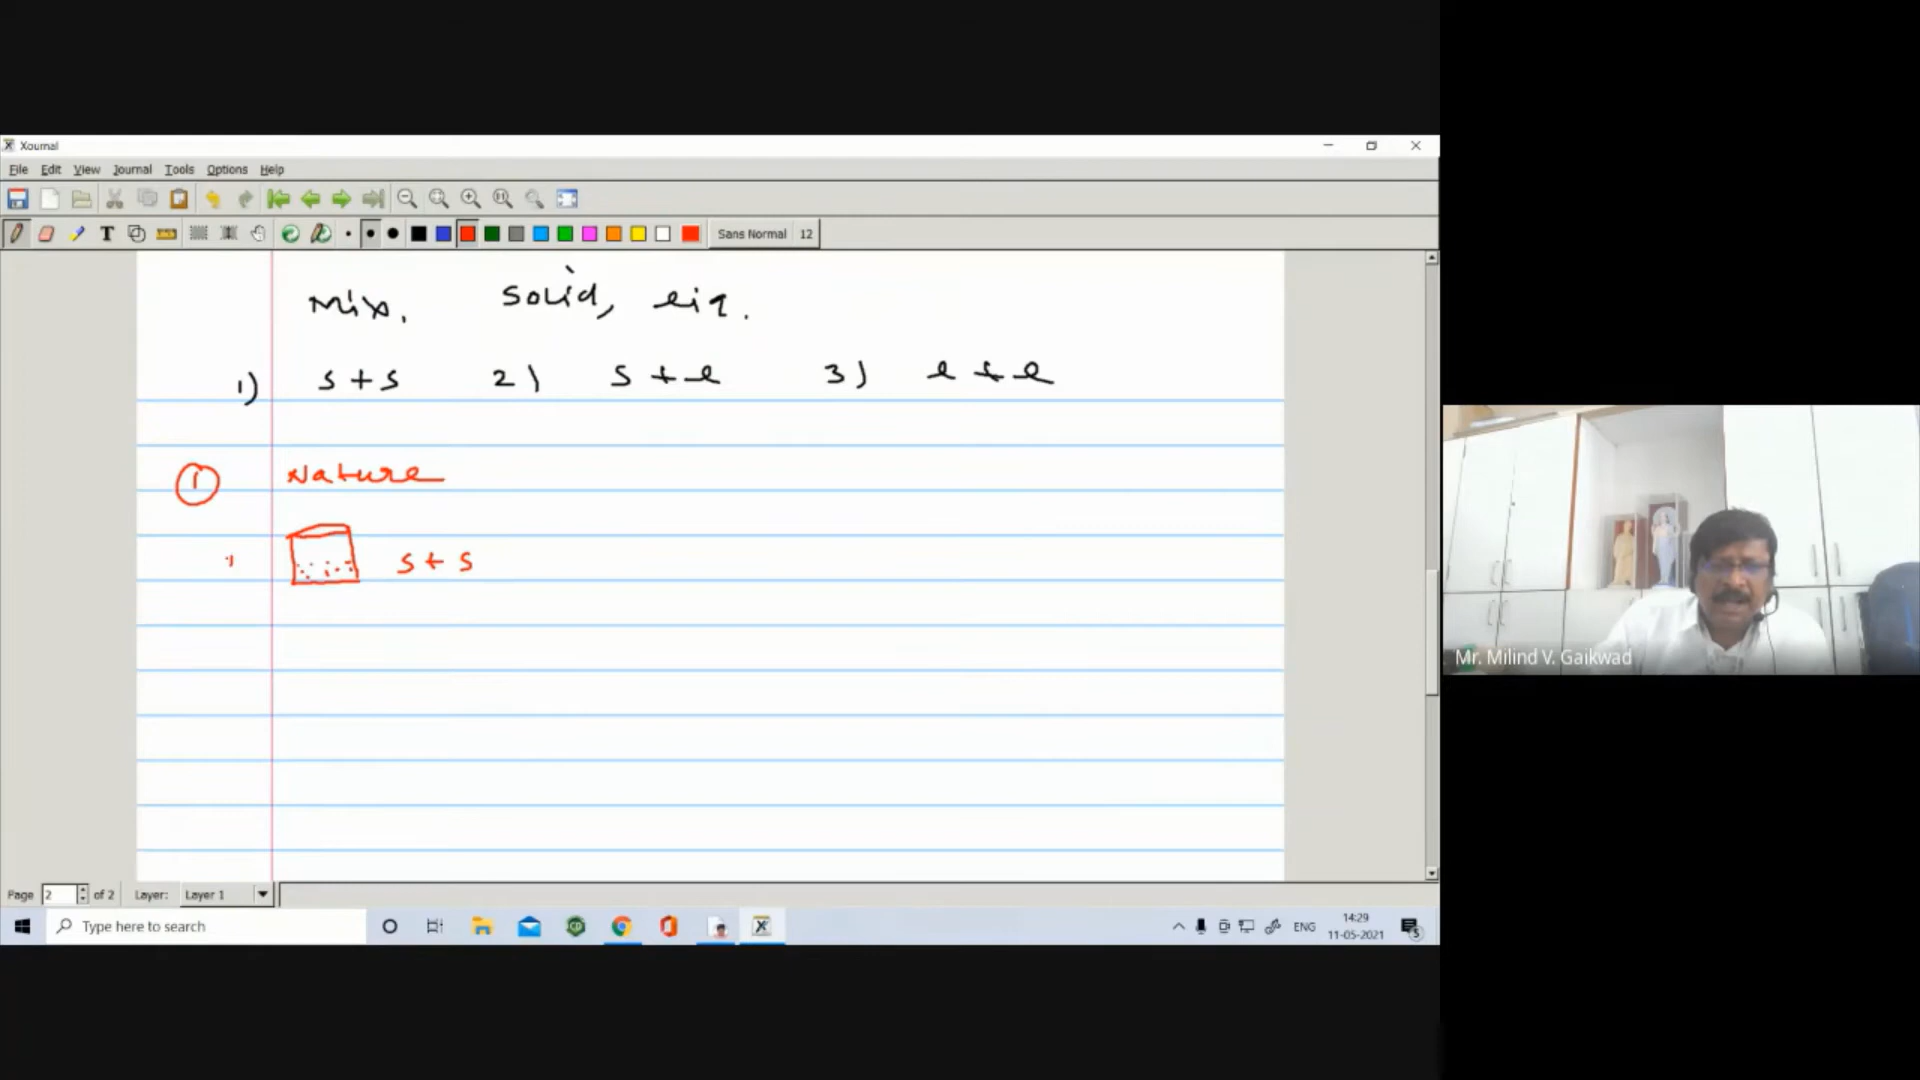 Xournal
File Edit View Journal Tools Options Help
T Sans Normal 12
Mix. Solid, liq.
1) s + s 2) s + l 3) l + l
1 Nature
s + s
Mr. Milind V. Gaikwad
Page 2 of 2 Layer: Layer 1
Type here to search
ENG 14:29
11-05-2021
5